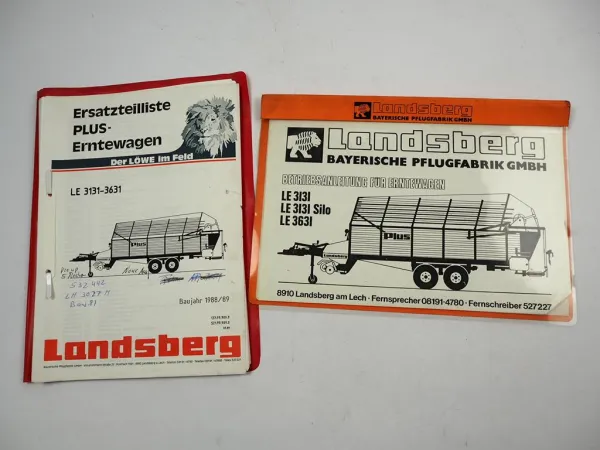 Ersatzteilliste
PLUS-
Erntewagen
Der LÖWE im Feld
LE 3131-3631
Plus
Baujahr 1988/89
Landsberg
Landsberg
BAYERISCHE PFLUGFABRIK GMBH
Landsberg
BAYERISCHE PFLUGFABRIK GMBH
BETRIEBSANLEITUNG FÜR ERNTEWAGEN
LE 3131
LE 3131 Silo
LE 3631
Plus
Landsberg
8910 Landsberg am Lech · Fernsprecher 08191-4780 · Fernschreiber 527227